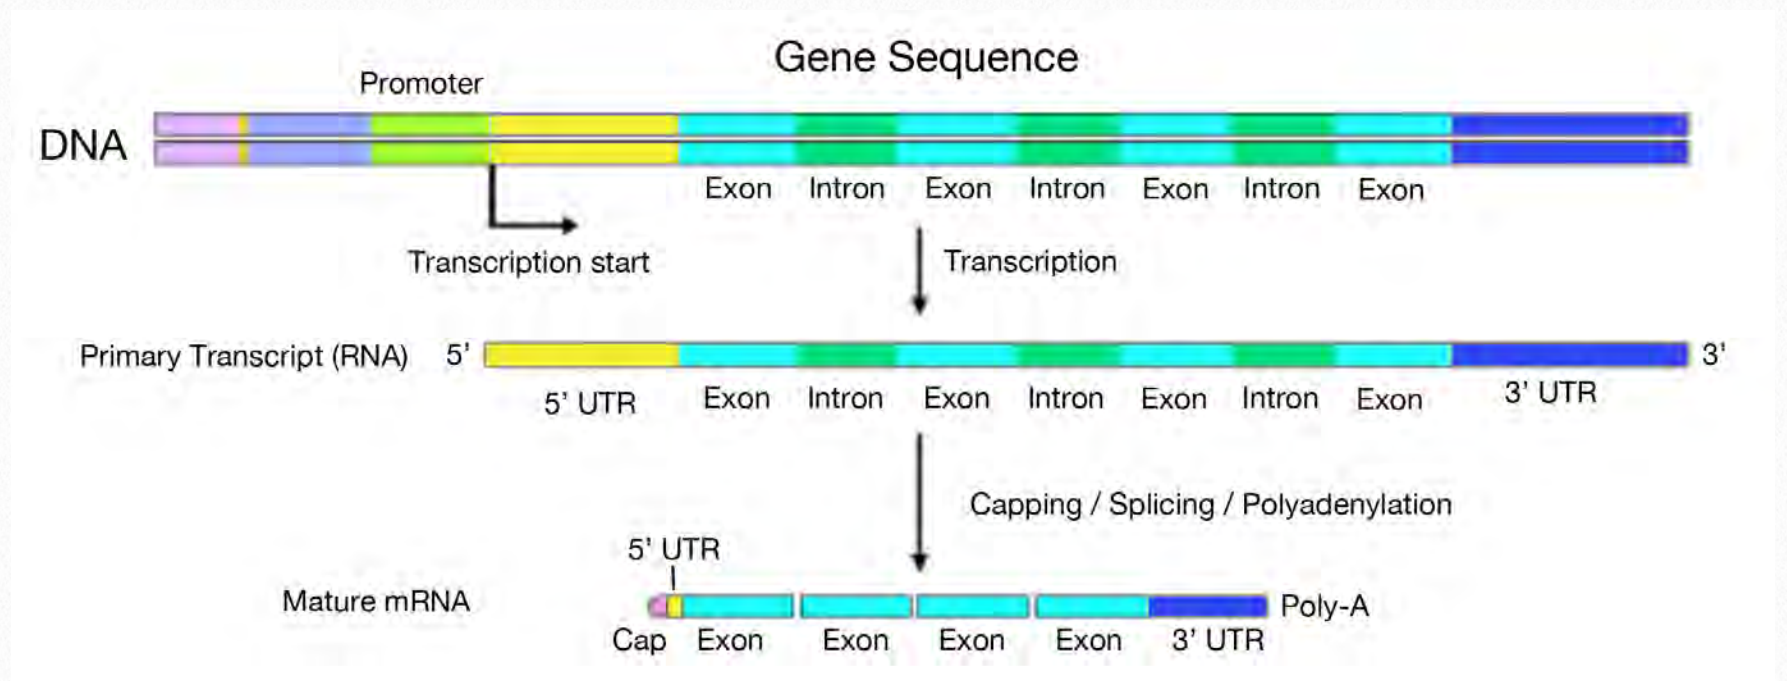 Gene Sequence
Promoter
DNA
Exon Intron Exon Intron Exon Intron Exon
Transcription start
Transcription
Primary Transcript (RNA) 5' 3'
5' UTR Exon Intron Exon Intron Exon Intron Exon 3' UTR
Capping / Splicing / Polyadenylation
5' UTR
Mature mRNA Poly-A
Cap Exon Exon Exon Exon 3' UTR